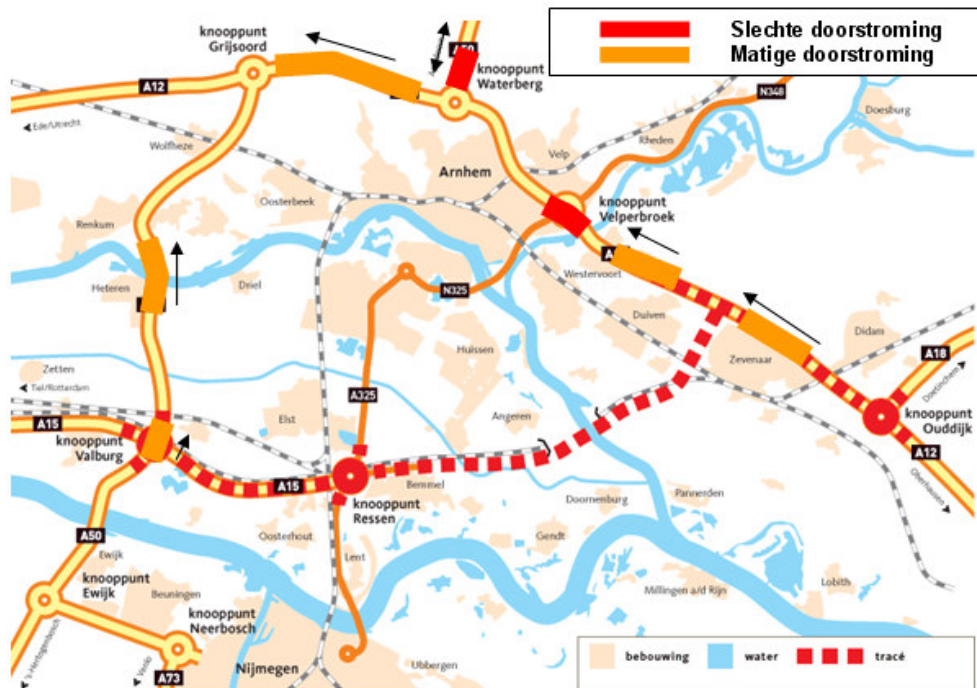 Slechte doorstroming
Matige doorstroming
knooppunt
Grijsoord
knooppunt
Waterberg
A12
N348
Doesburg
Ede/Utrecht
Wolfheze
Velp
Rheden
Arnhem
Oosterbeek
knooppunt
Velperbroek
Renkum
Westervoort
Heteren
Driel
N325
Duiven
Didam
A18
Zevenaar
Doetinchem
Huissen
Zetten
Tiel/Rotterdam
A325
Elst
Angeren
knooppunt
Ouddijk
A15
knooppunt
Valburg
A12
Oberhausen
A15
Bemmel
knooppunt
Ressen
Doornenburg
Pannerden
A50
Oosterhout
Gendt
Ewijk
Lent
knooppunt
Ewijk
Beuningen
Millingen a/d Rijn
Lobith
knooppunt
Neerbosch
's-Hertogenbosch
Venlo
A73
Nijmegen
Ubbergen
bebouwing
water
tracé